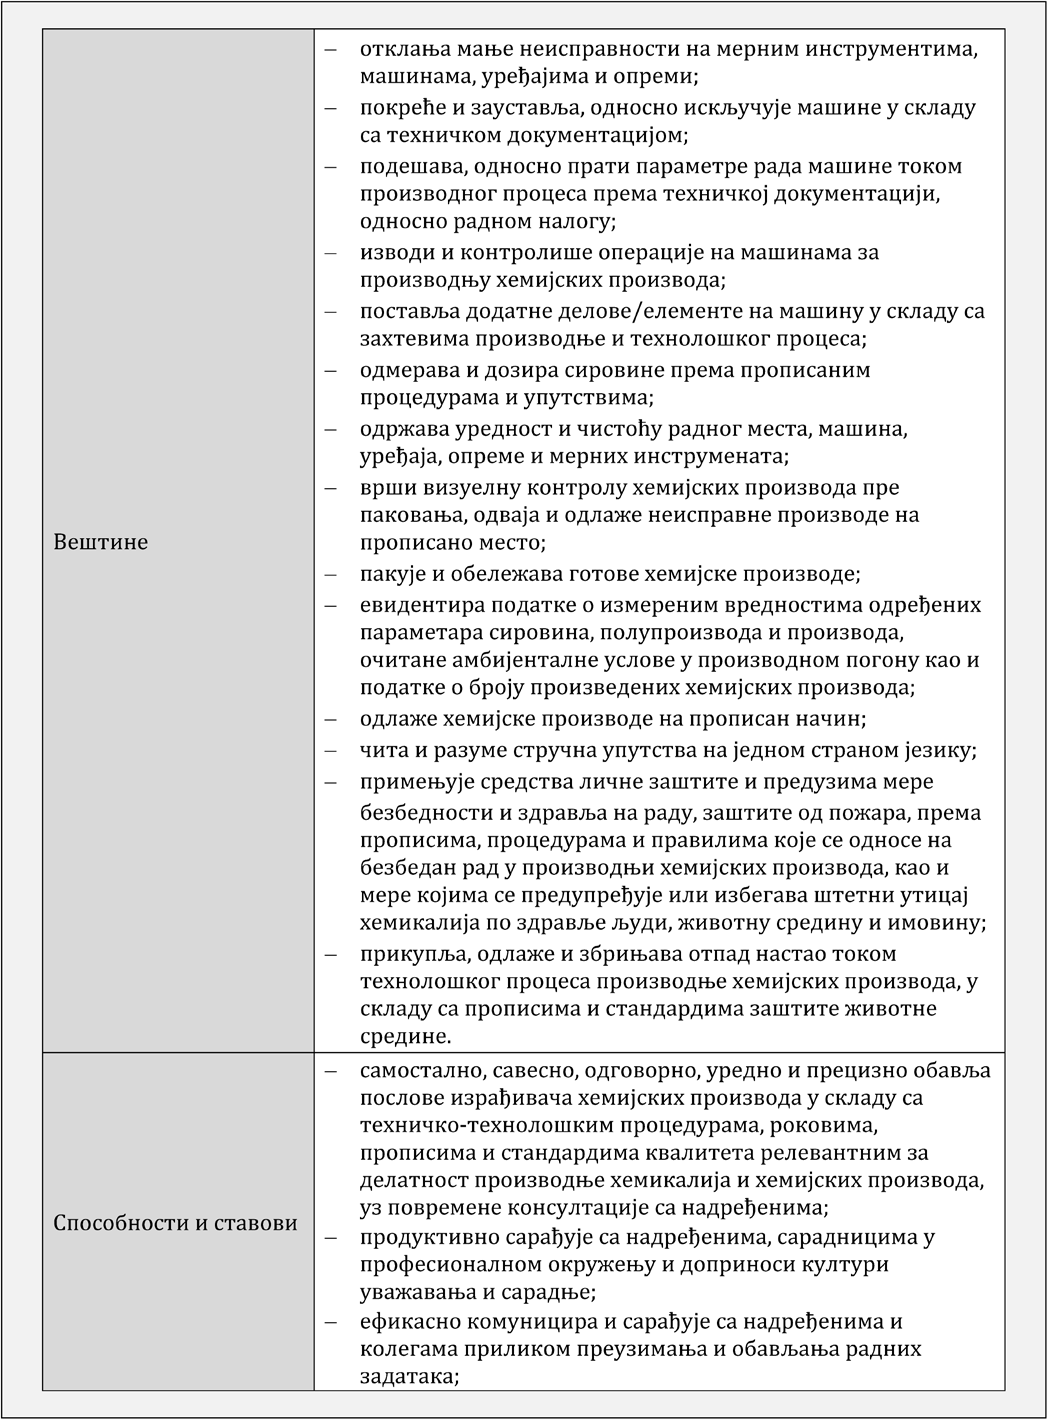 Вештине
– отклања мање неисправности на мерним инструментима,
машинама, уређајима и опреми;
– покреће и зауставља, односно искључује машине у складу
са техничком документацијом;
– подешава, односно прати параметре рада машине током
производног процеса према техничкој документацији,
односно радном налогу;
– изводи и контролише операције на машинама за
производњу хемијских производа;
– поставља додатне делове/елементе на машину у складу са
захтевима производње и технолошког процеса;
– одмерава и дозира сировине према прописаним
процедурама и упутствима;
– одржава уредност и чистоћу радног места, машина,
уређаја, опреме и мерних инструмената;
– врши визуелну контролу хемијских производа пре
паковања, одваја и одлаже неисправне производе на
прописано место;
– пакује и обележава готове хемијске производе;
– евидентира податке о измереним вредностима одређених
параметара сировина, полупроизвода и производа,
очитане амбијенталне услове у производном погону као и
податке о броју произведених хемијских производа;
– одлаже хемијске производе на прописан начин;
– чита и разуме стручна упутства на једном страном језику;
– примењује средства личне заштите и предузима мере
безбедности и здравља на раду, заштите од пожара, према
прописима, процедурама и правилима које се односе на
безбедан рад у производњи хемијских производа, као и
мере којима се предупређује или избегава штетни утицај
хемикалија по здравље људи, животну средину и имовину;
– прикупља, одлаже и збрињава отпад настао током
технолошког процеса производње хемијских производа, у
складу са прописима и стандардима заштите животне
средине.
Способности и ставови
– самостално, савесно, одговорно, уредно и прецизно обавља
послове израђивача хемијских производа у складу са
техничко-технолошким процедурама, роковима,
прописима и стандардима квалитета релевантним за
делатност производње хемикалија и хемијских производа,
уз повремене консултације са надређенима;
– продуктивно сарађује са надређенима, сарадницима у
професионалном окружењу и доприноси култури
уважавања и сарадње;
– ефикасно комуницира и сарађује са надређенима и
колегама приликом преузимања и обављања радних
задатака;